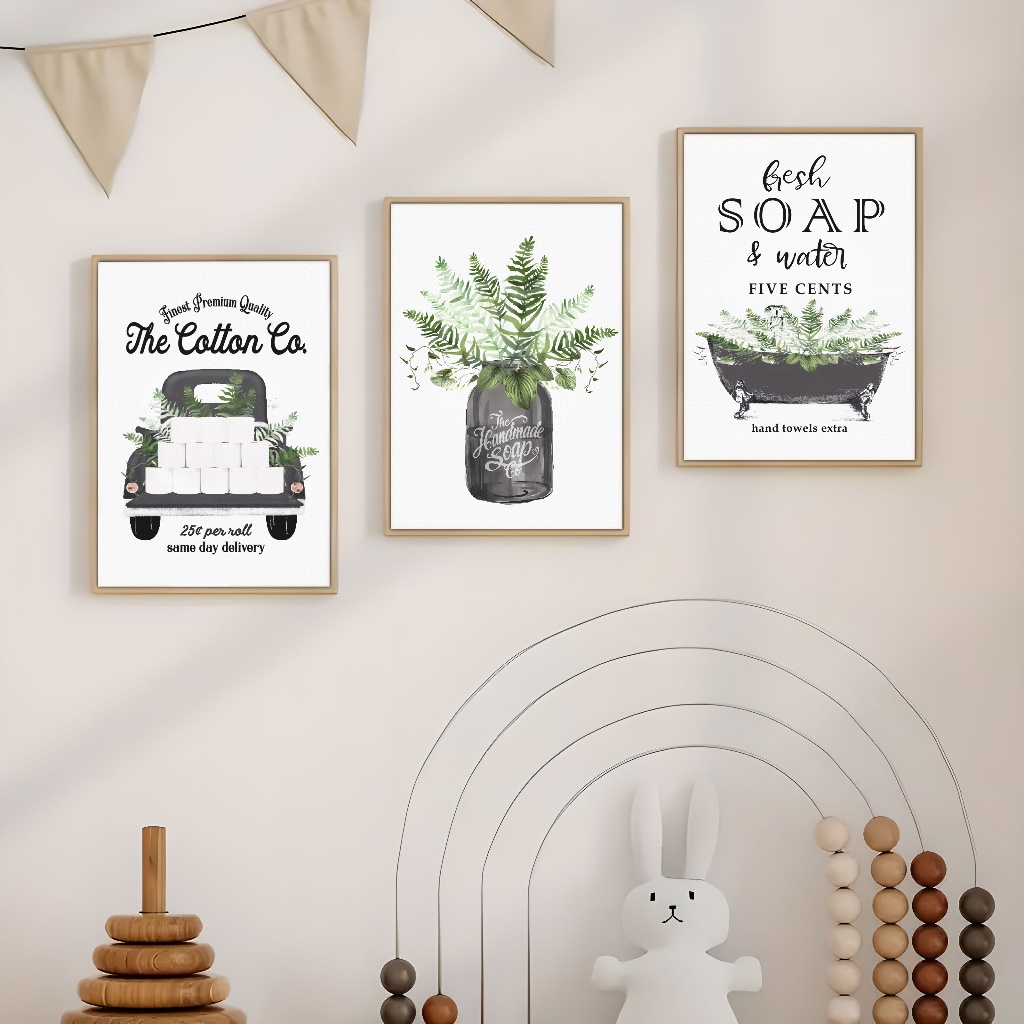 Finest Premium Quality
The Cotton Co.
25¢ per roll
same day delivery
The
Handmade
Soap
Co
fresh
SOAP
& water
FIVE CENTS
hand towels extra